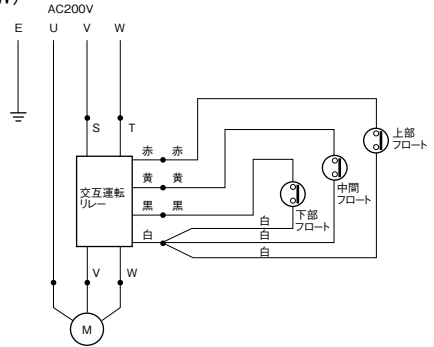 W)
AC200V
E U V W
S T
赤 赤
黄 黄
黒 黒
白
交互運転
リレー
上部
フロート
中間
フロート
下部
フロート
白
白
白
V W
M